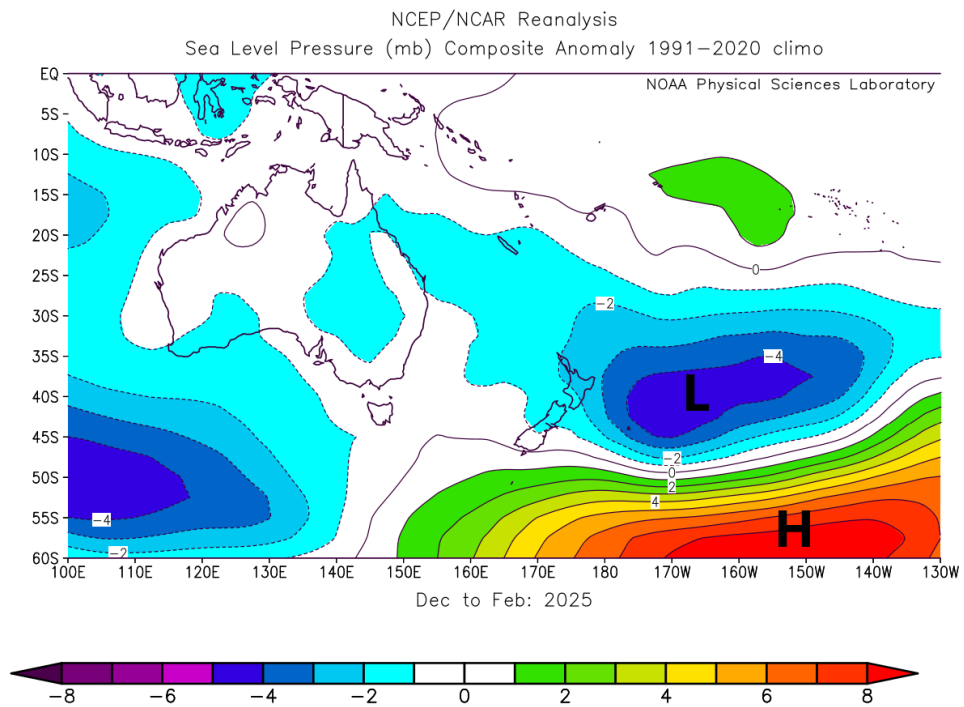 NCEP/NCAR Reanalysis
Sea Level Pressure (mb) Composite Anomaly 1991−2020 climo
NOAA Physical Sciences Laboratory
EQ
5S
10S
15S
20S
25S
30S
35S
40S
45S
50S
55S
60S
0
−2
−4
L
−2
0
2
4
−4
−2
H
100E 110E 120E 130E 140E 150E 160E 170E 180 170W 160W 150W 140W 130W
Dec to Feb: 2025
−8 −6 −4 −2 0 2 4 6 8